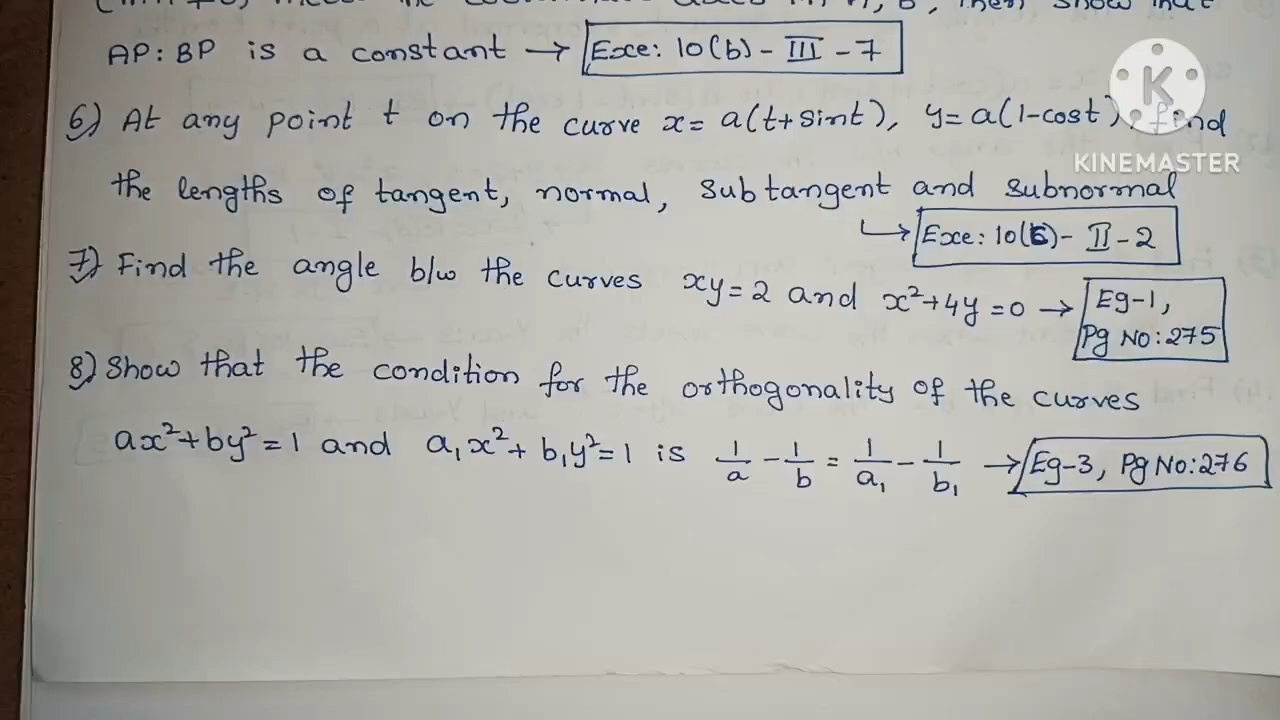 AP:BP is a constant → Exe: 10(b) - III - 7
6) At any point t on the curve x = a(t+sint), y = a(1-cost), find
the lengths of tangent, normal, subtangent and subnormal
↳ Exe: 10( ) - II - 2
7) Find the angle b/w the curves xy = 2 and x²+4y = 0 → Eg-1,
Pg No: 275
8) Show that the condition for the orthogonality of the curves
ax²+by² = 1 and a₁x²+b₁y² = 1 is 1/a - 1/b = 1/a₁ - 1/b₁ → Eg-3, Pg No: 276
K
KINEMASTER